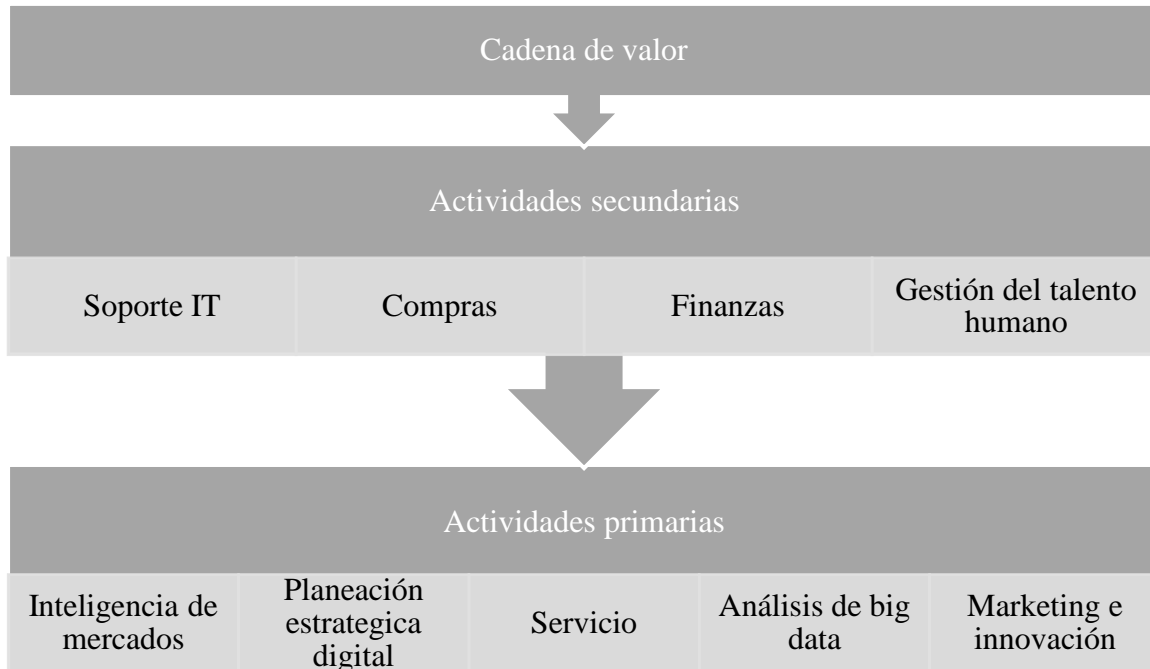 Cadena de valor
Actividades secundarias
Soporte IT
Compras
Finanzas
Gestión del talento
humano
Actividades primarias
Inteligencia de
mercados
Planeación
estrategica
digital
Servicio
Análisis de big
data
Marketing e
innovación